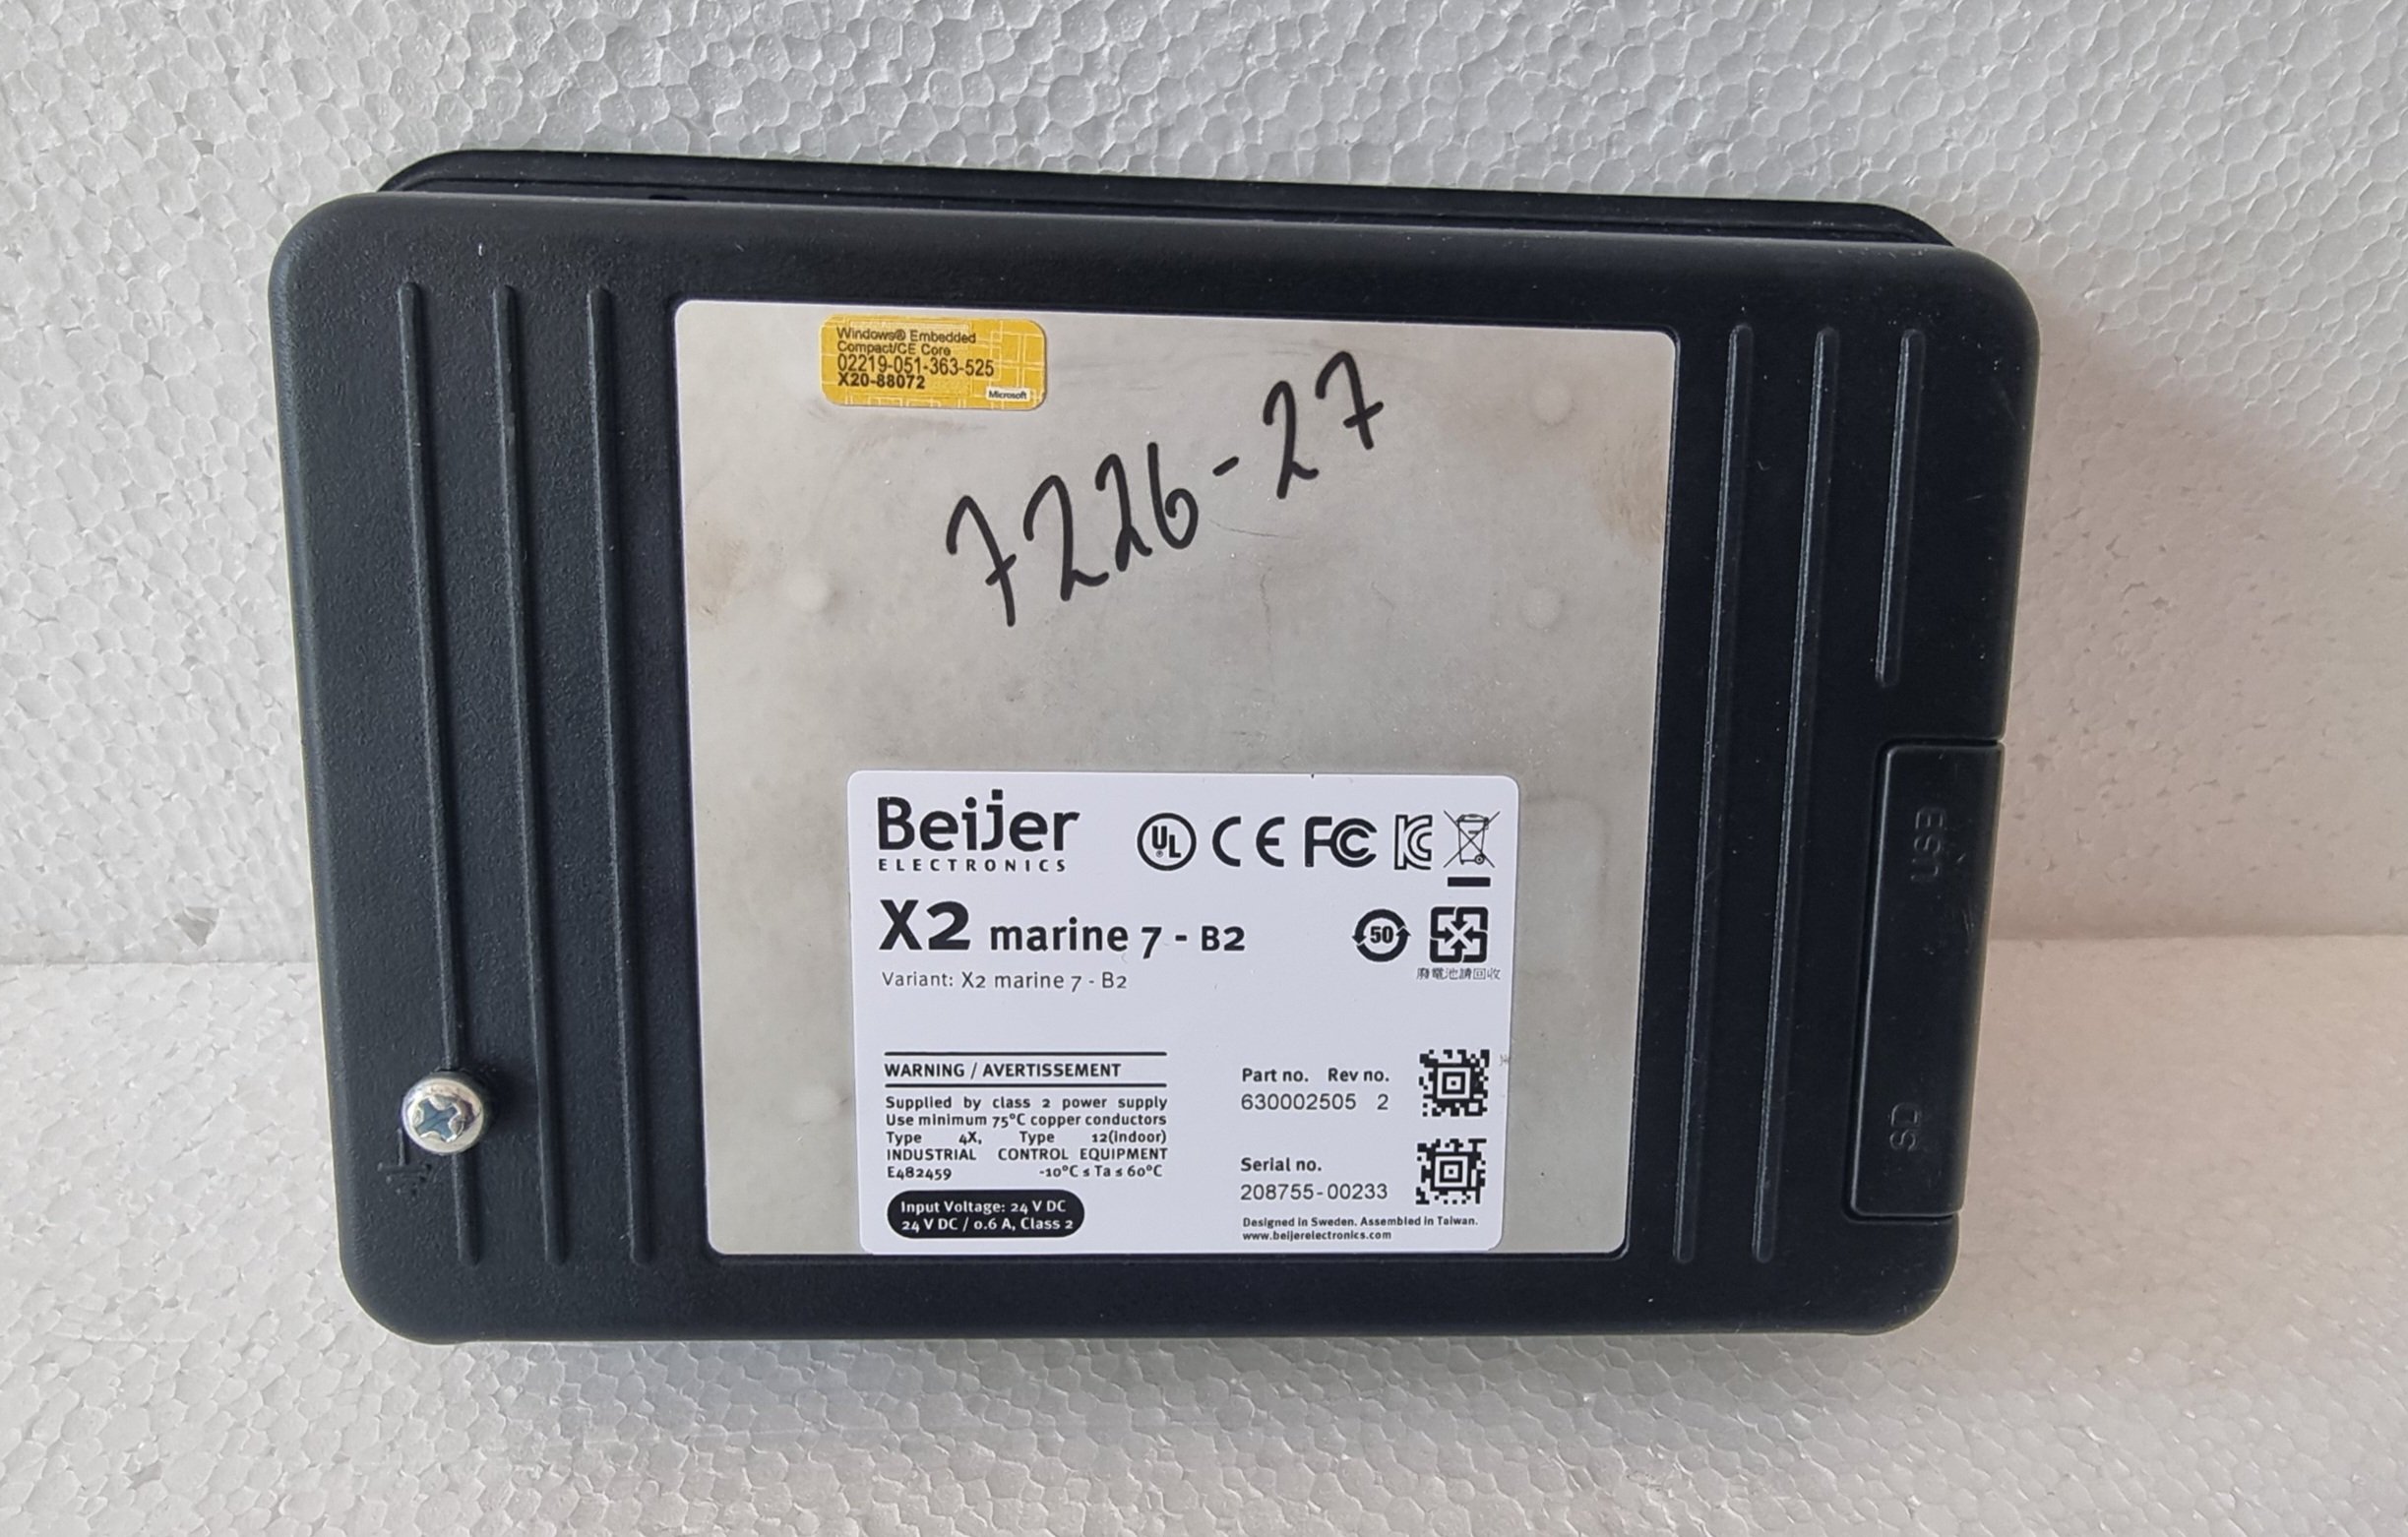 Windows® Embedded
Compact/CE Core
02219-051-363-525
X20-88072
Microsoft
7226-27
Beijer
ELECTRONICS
UL CE FC
X2 marine 7 - B2
50
廢電池請回收
Variant: X2 marine 7 - B2
WARNING / AVERTISSEMENT
Supplied by class 2 power supply
Use minimum 75°C copper conductors
Type 4X, Type 12(indoor)
INDUSTRIAL CONTROL EQUIPMENT
E482459 -10°C ≤ Ta ≤ 60°C
Input Voltage: 24 V DC
24 V DC / 0.6 A, Class 2
Part no. Rev no.
630002505 2
Serial no.
208755-00233
Designed in Sweden. Assembled in Taiwan.
www.beijerelectronics.com
USB
SD